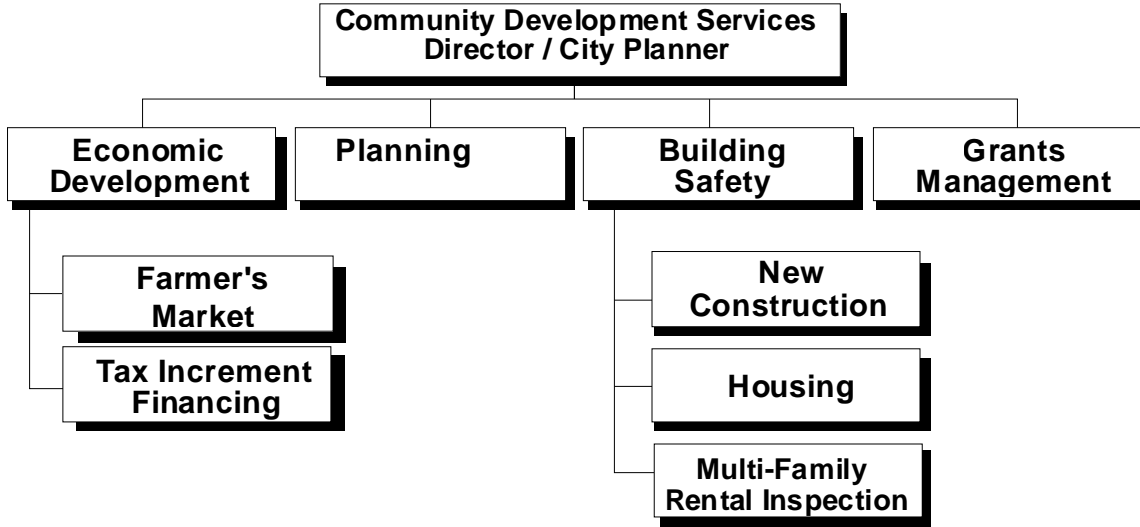 Community Development Services
Director / City Planner
Economic
Development
Planning
Building
Safety
Grants
Management
Farmer's
Market
Tax Increment
Financing
New
Construction
Housing
Multi-Family
Rental Inspection